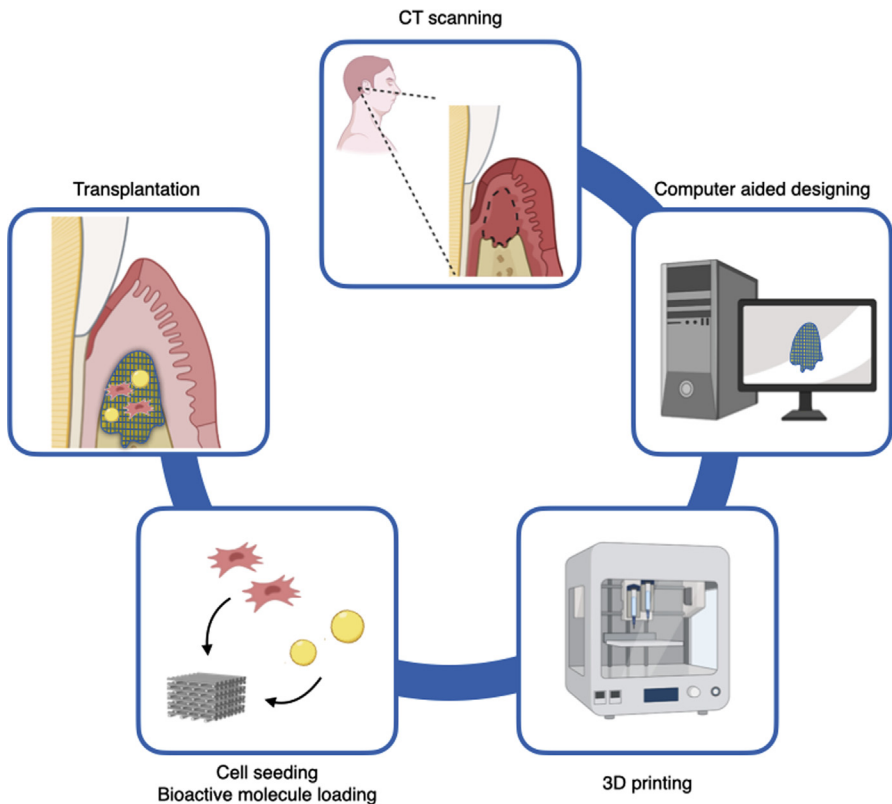 CT scanning
Computer aided designing
3D printing
Cell seeding
Bioactive molecule loading
Transplantation